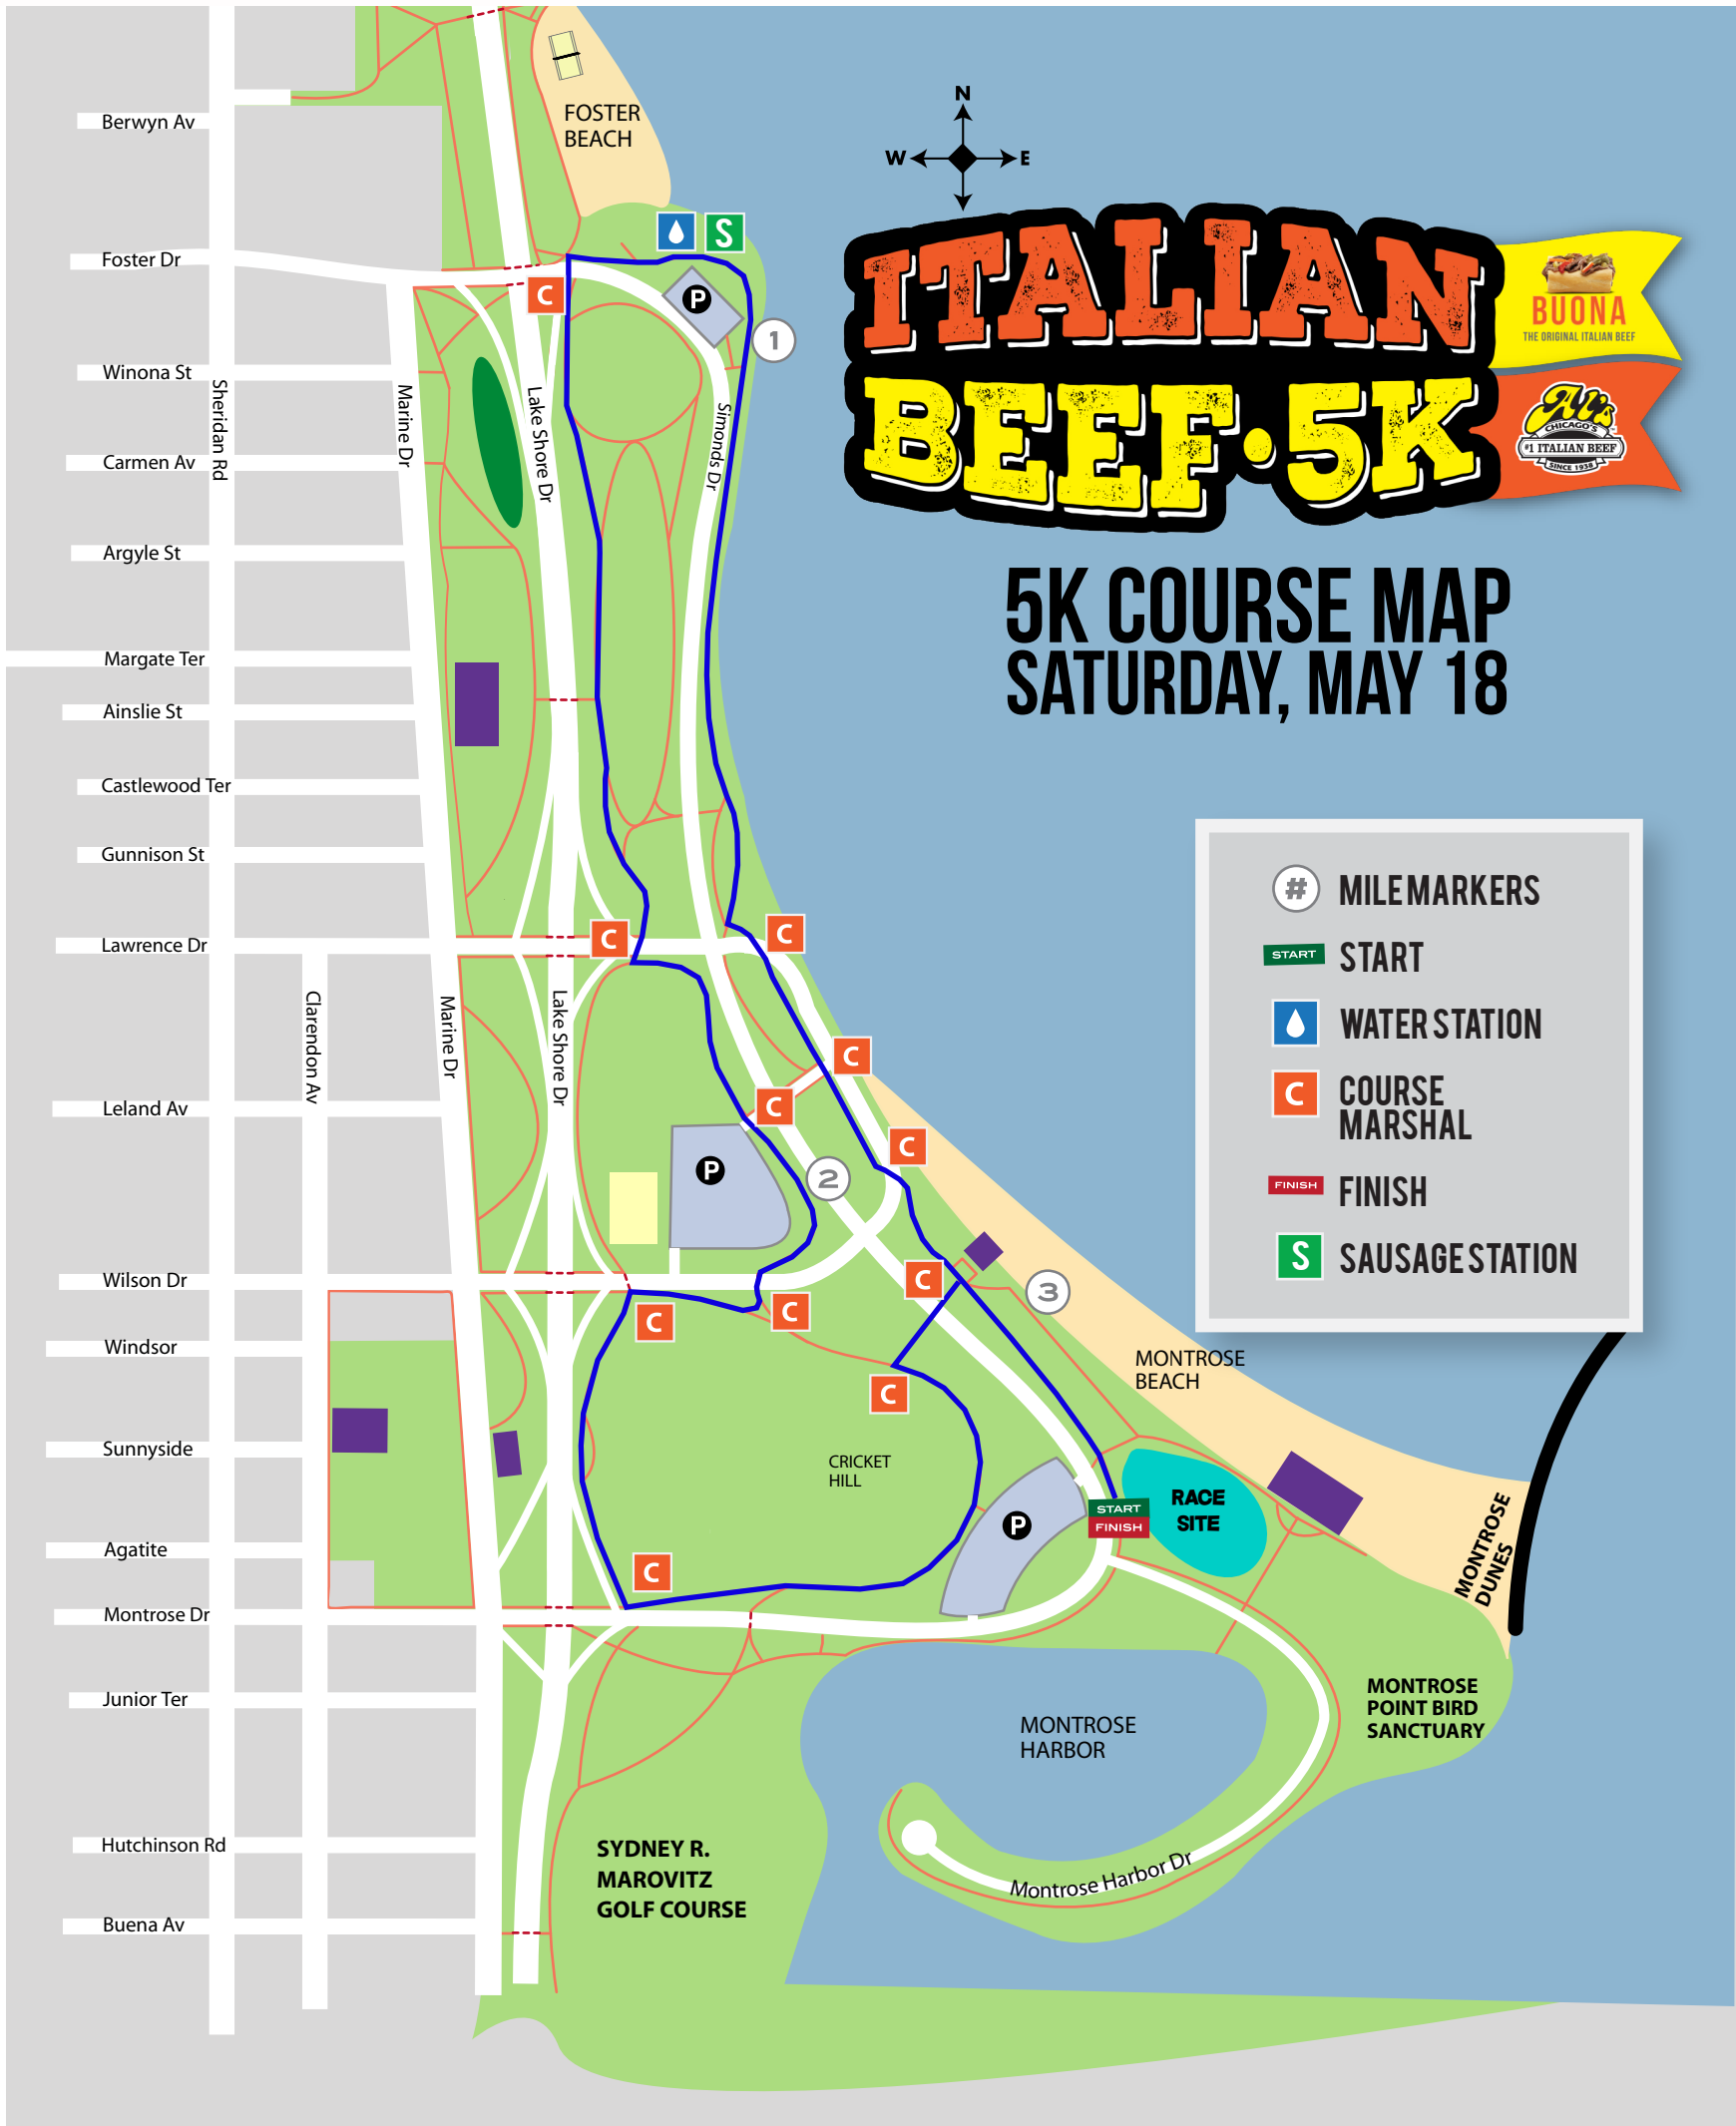 N
W E
ITALIAN
BEEF·5K
BUONA
THE ORIGINAL ITALIAN BEEF
Al's
CHICAGO'S
#1 ITALIAN BEEF
SINCE 1938
5K COURSE MAP
SATURDAY, MAY 18
# MILE MARKERS
START START
WATER STATION
C COURSE
MARSHAL
FINISH FINISH
S SAUSAGE STATION
FOSTER
BEACH
Berwyn Av
Foster Dr
Winona St
Carmen Av
Argyle St
Margate Ter
Ainslie St
Castlewood Ter
Gunnison St
Lawrence Dr
Leland Av
Wilson Dr
Windsor
Sunnyside
Agatite
Montrose Dr
Junior Ter
Hutchinson Rd
Buena Av
Sheridan Rd
Marine Dr
Lake Shore Dr
Simonds Dr
Clarendon Av
Marine Dr
Lake Shore Dr
S
C
P
1
C
C
C
C
C
P
2
C
3
C
C
C
MONTROSE
BEACH
CRICKET
HILL
P
START
FINISH
RACE
SITE
C
MONTROSE
DUNES
MONTROSE
POINT BIRD
SANCTUARY
MONTROSE
HARBOR
Montrose Harbor Dr
SYDNEY R.
MAROVITZ
GOLF COURSE